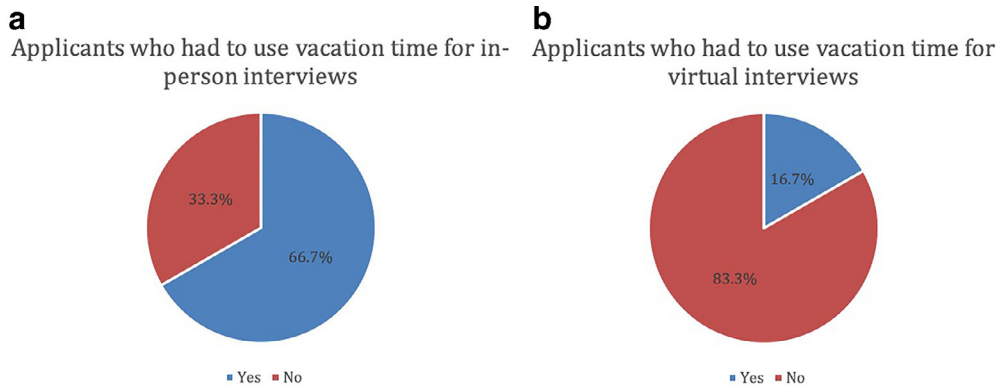 a
Applicants who had to use vacation time for in-
person interviews
33.3%
66.7%
Yes No
b
Applicants who had to use vacation time for
virtual interviews
16.7%
83.3%
Yes No